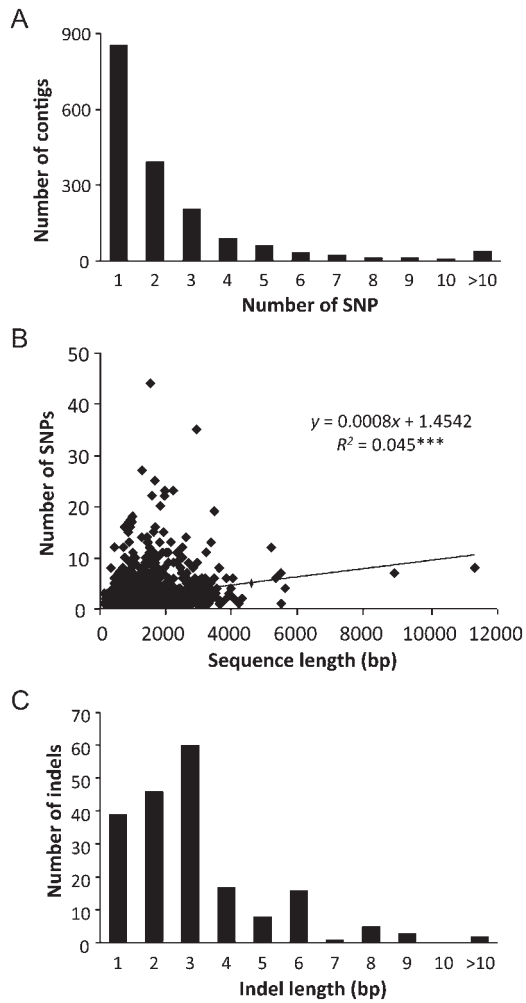 A
Number of contigs
900
600
300
0
1 2 3 4 5 6 7 8 9 10 >10
Number of SNP
B
Number of SNPs
50
40
30
20
10
0
y = 0.0008x + 1.4542
R² = 0.045***
0 2000 4000 6000 8000 10000 12000
Sequence length (bp)
C
Number of indels
70
60
50
40
30
20
10
0
1 2 3 4 5 6 7 8 9 10 >10
Indel length (bp)